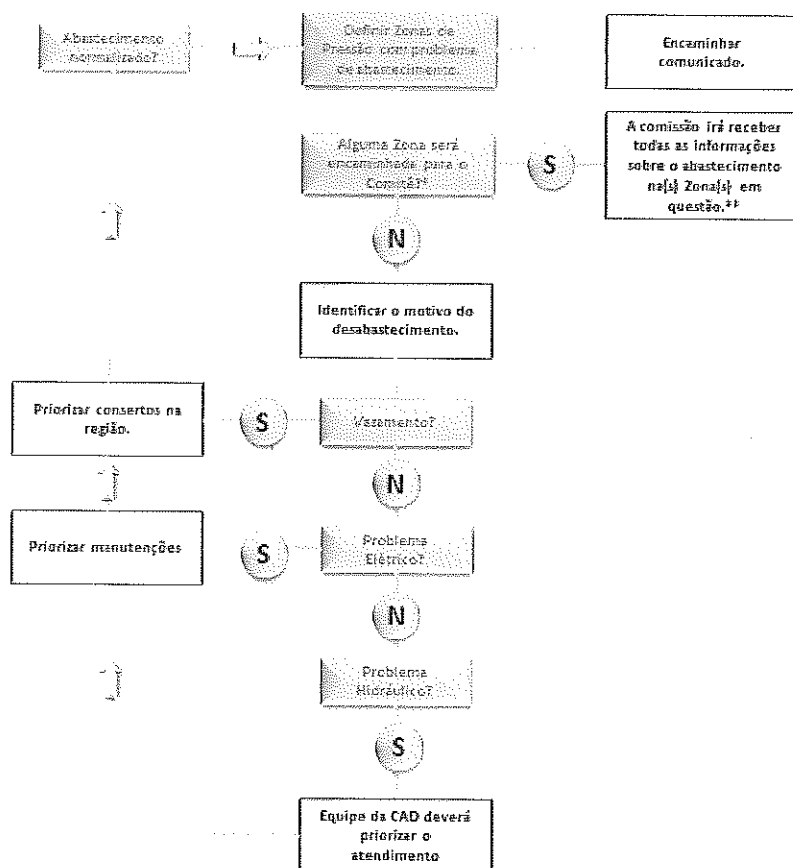 Abastecimento
normalizado?
Definir Zonas de
Pressão com problema
de abastecimento.
Encaminhar
comunicado.
Alguma Zona será
encaminhada para o
Comitê?*
S
A comissão irá receber
todas as informações
sobre o abastecimento
na(s) Zona(s) em
questão.**
N
Identificar o motivo do
desabastecimento.
Priorizar consertos na
região.
S
Vazamento?
N
Priorizar manutenções
S
Problema
Elétrico?
N
Problema
Hidráulico?
S
Equipe da CAD deverá
priorizar o
atendimento